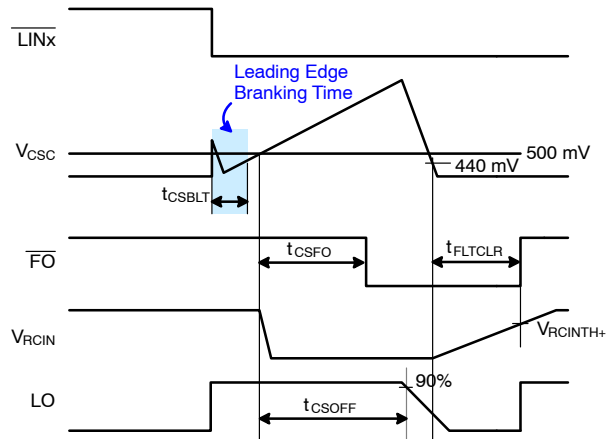 LINx
Leading Edge
Branking Time
VCSC
500 mV
440 mV
tCSBLT
FO
tCSFO
tFLTCLR
VRCIN
VRCINTH+
LO
90%
tCSOFF